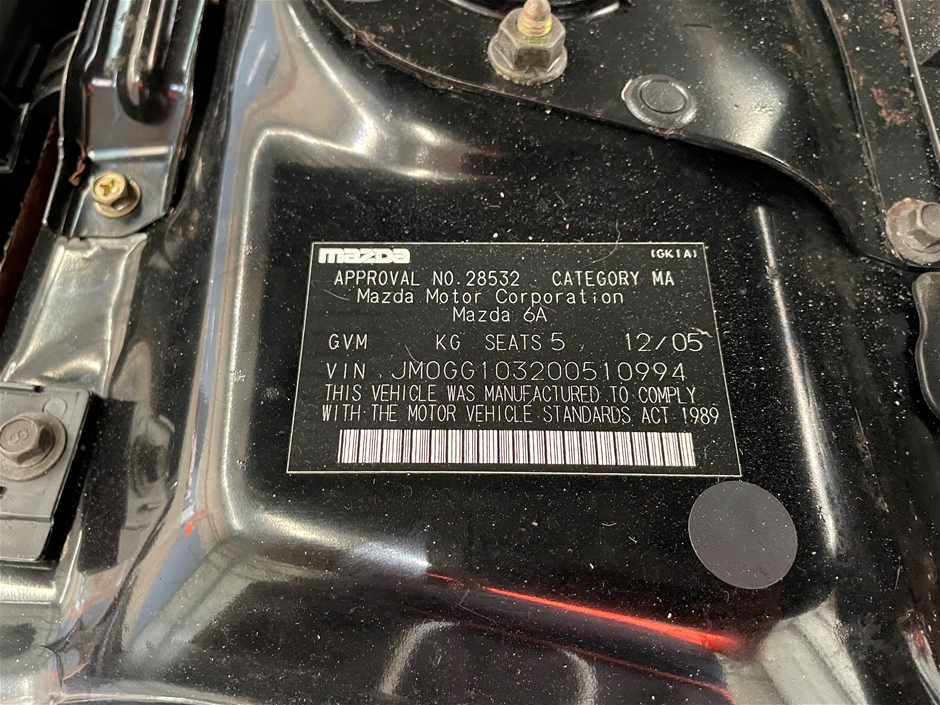 mazda (GK1A)
APPROVAL NO. 28532 CATEGORY MA
Mazda Motor Corporation
Mazda 6A
GVM KG SEATS 5 12/05
VIN JM0GG103200510994
THIS VEHICLE WAS MANUFACTURED TO COMPLY
WITH THE MOTOR VEHICLE STANDARDS ACT 1989
8